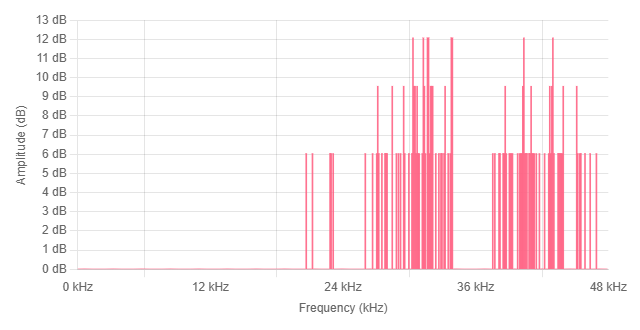 13 dB
12 dB
11 dB
10 dB
9 dB
8 dB
7 dB
6 dB
5 dB
4 dB
3 dB
2 dB
1 dB
0 dB
Amplitude (dB)
0 kHz 12 kHz 24 kHz 36 kHz 48 kHz
Frequency (kHz)